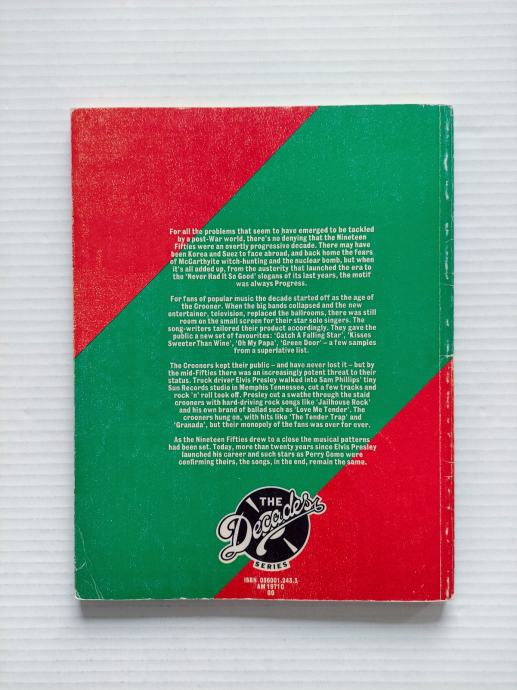 For all the problems that seem to have emerged to be tackled
by a post-War world, there's no denying that the Nineteen
Fifties were an overtly progressive decade. There may have
been Korea and Suez to face abroad, and back home the fears
of McCarthyite witch-hunting and the nuclear bomb, but when
it's all added up, from the austerity that launched the era to
the 'Never Had It So Good' slogans of its last years, the motif
was always Progress.
For fans of popular music the decade started off as the age of
the Crooner. When the big bands collapsed and the new
entertainer, television, replaced the ballrooms, there was still
room on the small screen for their star solo singers. The
song-writers tailored their product accordingly. They gave the
public a new set of favourites: 'Catch A Falling Star', 'Kisses
Sweeter Than Wine', 'Oh My Papa', 'Green Door' – a few samples
from a superlative list.
The Crooners kept their public – and have never lost it – but by
the mid-Fifties there was an increasingly potent threat to their
status. Truck driver Elvis Presley walked into Sam Phillips' tiny
Sun Records studio in Memphis Tennessee, cut a few tracks and
rock 'n' roll took off. Presley cut a swathe through the staid
crooners with hard-driving rock songs like 'Jailhouse Rock'
and his own brand of ballad such as 'Love Me Tender'. The
crooners hung on, with hits like 'The Tender Trap' and
'Granada', but their monopoly of the fans was over for ever.
As the Nineteen Fifties drew to a close the musical patterns
had been set. Today, more than twenty years since Elvis Presley
launched his career and such stars as Perry Como were
confirming theirs, the songs, in the end, remain the same.
THE
Decades
SERIES
ISBN 086001.343.3
AM 19710